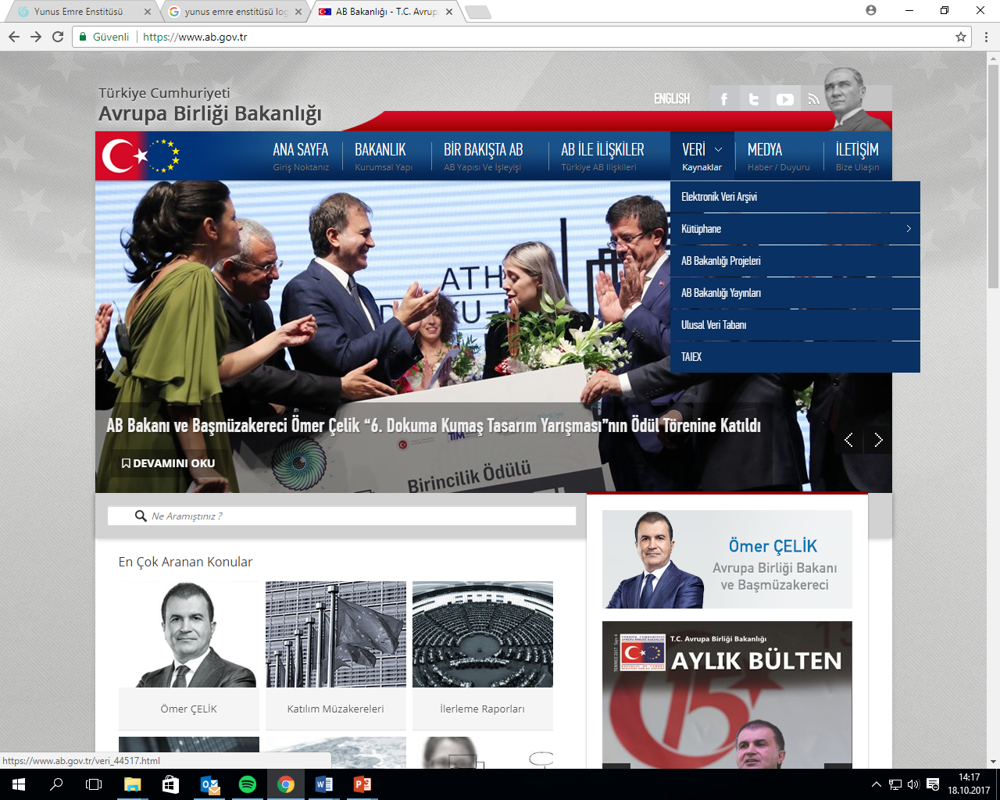 Yunus Emre Enstitüsü
yunus emre enstitüsü log
AB Bakanlığı - T.C. Avrup
Güvenli
https://www.ab.gov.tr
Türkiye Cumhuriyeti
Avrupa Birliği Bakanlığı
ENGLISH
ANA SAYFA
Giriş Noktanız
BAKANLIK
Kurumsal Yapı
BİR BAKIŞTA AB
AB Yapısı Ve İşleyişi
AB İLE İLİŞKİLER
Türkiye AB Ilişkileri
VERİ
Kaynaklar
MEDYA
Haber / Duyuru
İLETİŞİM
Bize Ulaşın
Elektronik Veri Arşivi
Kütüphane
AB Bakanlığı Projeleri
AB Bakanlığı Yayınları
Ulusal Veri Tabanı
TAIEX
ATH
KU-
AB Bakanı ve Başmüzakereci Ömer Çelik “6. Dokuma Kumaş Tasarım Yarışması”nın Ödül Törenine Katıldı
TİM
DEVAMINI OKU
Birincilik Ödülü
Ne Aramıştınız ?
En Çok Aranan Konular
Ömer ÇELİK
Katılım Müzakereleri
İlerleme Raporları
Ömer ÇELİK
Avrupa Birliği Bakanı
ve Başmüzakereci
T.C. Avrupa Birliği Bakanlığı
AYLIK BÜLTEN
TEMMUZ 2017
15
https://www.ab.gov.tr/veri_44517.html
14:17
18.10.2017